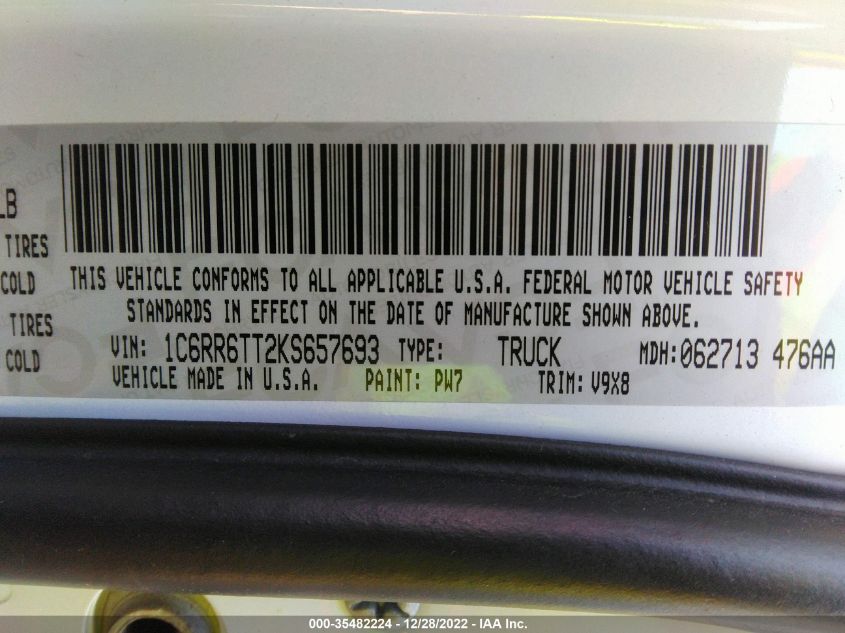 LB
TIRES
COLD
TIRES
COLD
THIS VEHICLE CONFORMS TO ALL APPLICABLE U.S.A. FEDERAL MOTOR VEHICLE SAFETY
STANDARDS IN EFFECT ON THE DATE OF MANUFACTURE SHOWN ABOVE.
VIN: 1C6RR6TT2KS657693 TYPE: TRUCK MDH:062713 476AA
VEHICLE MADE IN U.S.A. PAINT: PW7 TRIM: V9X8
000-35482224 - 12/28/2022 - IAA Inc.